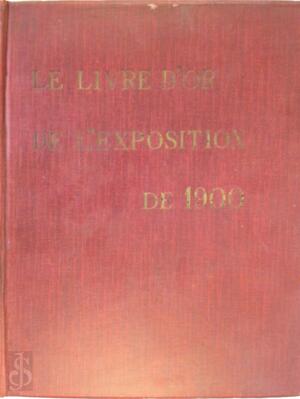 LE LIVRE D'OR
DE L'EXPOSITION
DE 1900